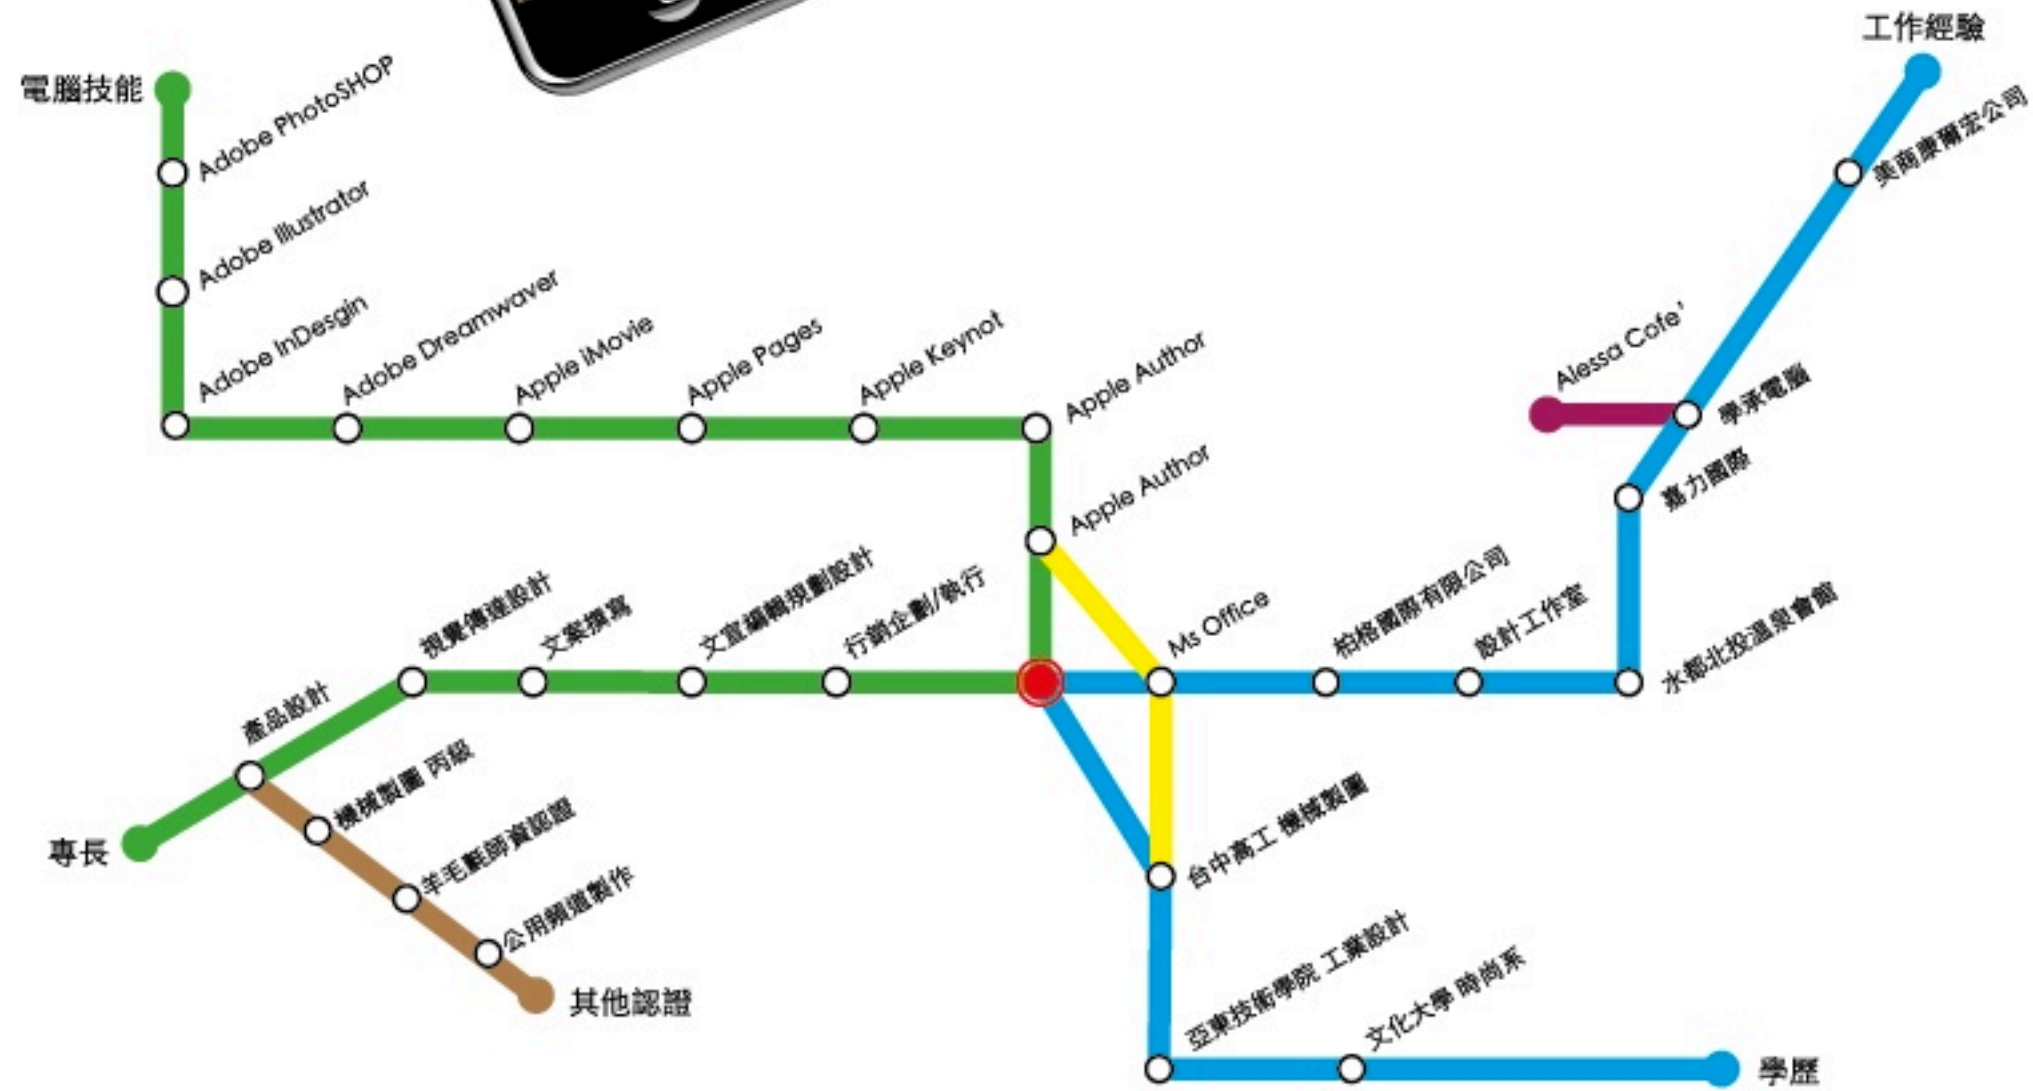 電腦技能
Adobe PhotoSHOP
Adobe Illustrator
Adobe InDesgin
Adobe Dreamwaver
Apple iMovie
Apple Pages
Apple Keynot
Apple Author
Apple Author
工作經驗
美商康爾宏公司
Alessa Cofe'
學承電腦
嘉力國際
水都北投溫泉會館
設計工作室
柏格國際有限公司
Ms Office
行銷企劃/執行
文宣編輯規劃設計
文案撰寫
視覺傳達設計
產品設計
專長
機械製圖 丙級
羊毛氈師資認證
公用頻道製作
其他認證
台中高工 機械製圖
亞東技術學院 工業設計
文化大學 時尚系
學歷